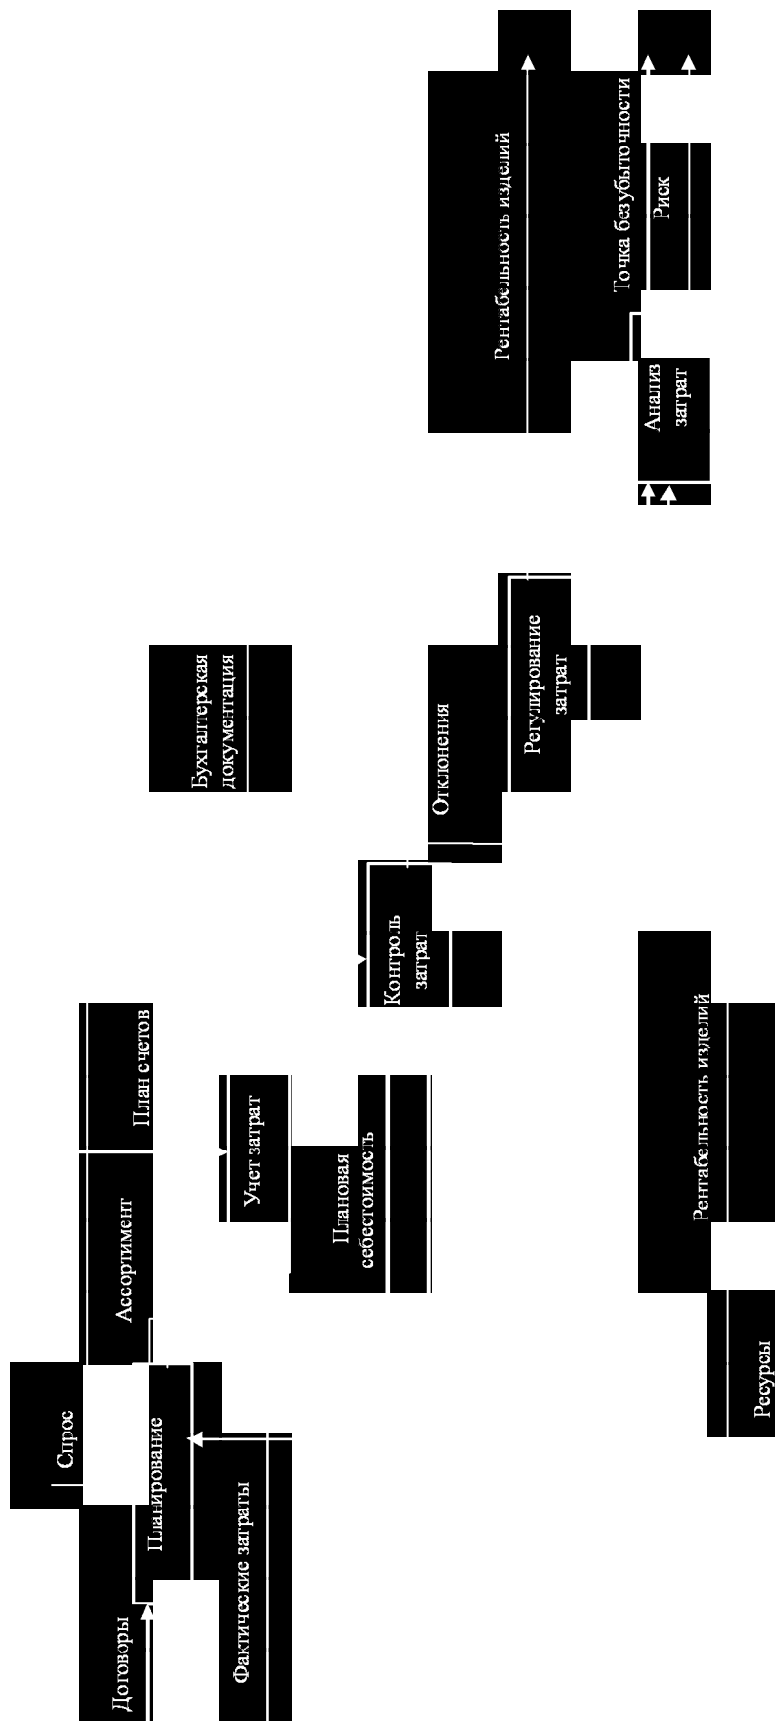 Спрос
Договоры
Ассортимент
План счетов
Планирование
Бухгалтерская
документация
Фактические затраты
Учет затрат
Плановая
себестоимость
Контроль
затрат
Отклонения
Рентабельность изделий
Регулирование
затрат
Точка безубыточности
Анализ
затрат
Риск
Рентабельность изделий
Ресурсы